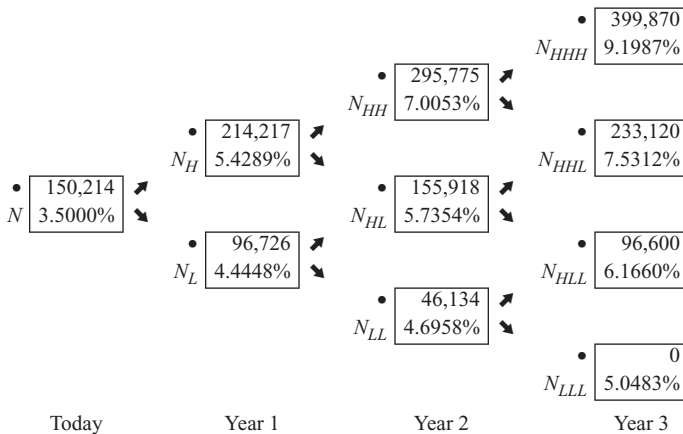 • 399,870
N_HHH 9.1987%
• 295,775
N_HH 7.0053%
• 214,217
N_H 5.4289%
• 233,120
N_HHL 7.5312%
• 150,214
N 3.5000%
• 155,918
N_HL 5.7354%
• 96,726
N_L 4.4448%
• 96,600
N_HLL 6.1660%
• 46,134
N_LL 4.6958%
• 0
N_LLL 5.0483%
Today Year 1 Year 2 Year 3